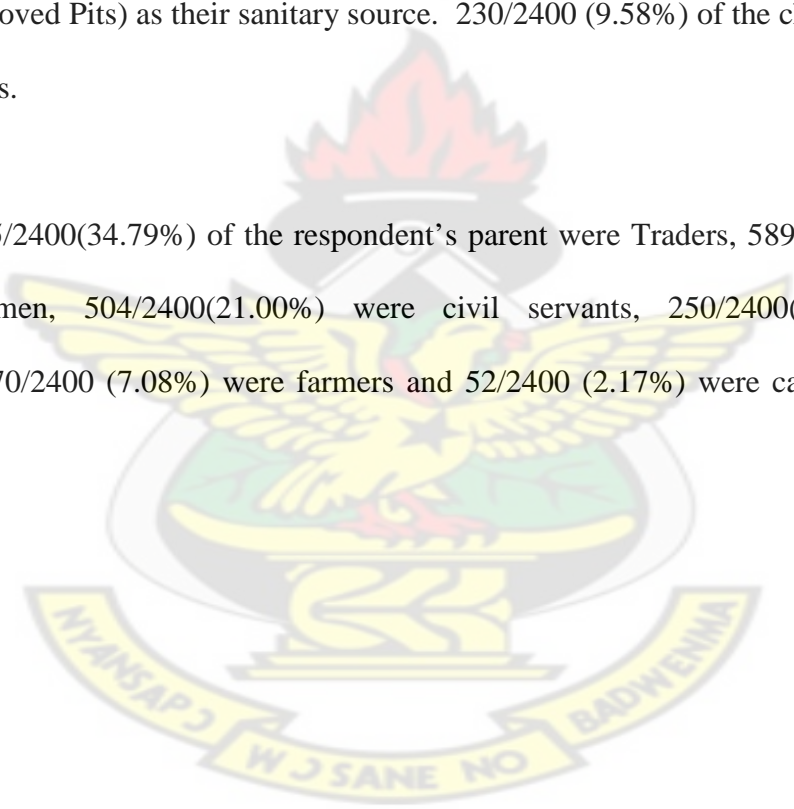 oved Pits) as their sanitary source. 230/2400 (9.58%) of the c
s.
/2400(34.79%) of the respondent's parent were Traders, 589
men, 504/2400(21.00%) were civil servants, 250/2400(
70/2400 (7.08%) were farmers and 52/2400 (2.17%) were ca
NYANSAPƆ WƆSANE NO BADWENMA